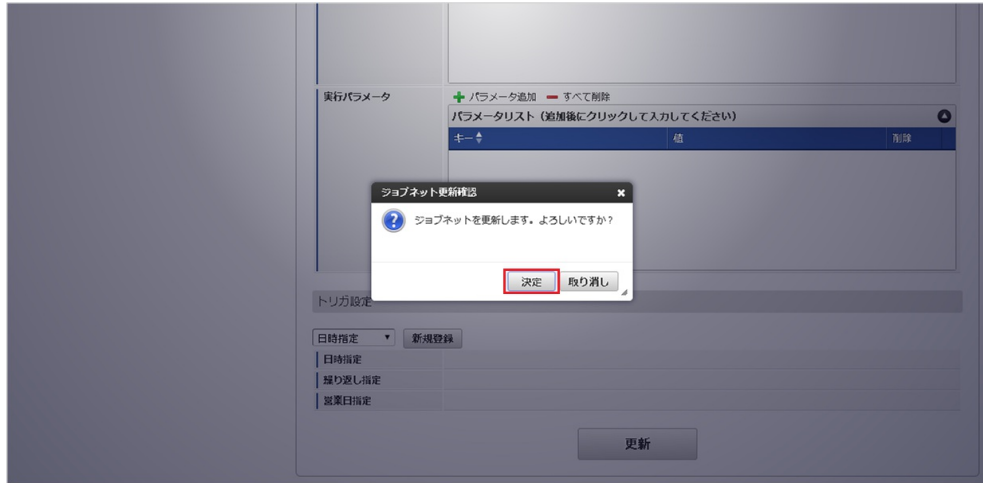 実行パラメータ
パラメータ追加 すべて削除
パラメータリスト（追加後にクリックして入力してください）
キー 値 削除
ジョブネット更新確認
ジョブネットを更新します。よろしいですか？
決定 取り消し
トリガ設定
日時指定 新規登録
日時指定
繰り返し指定
営業日指定
更新